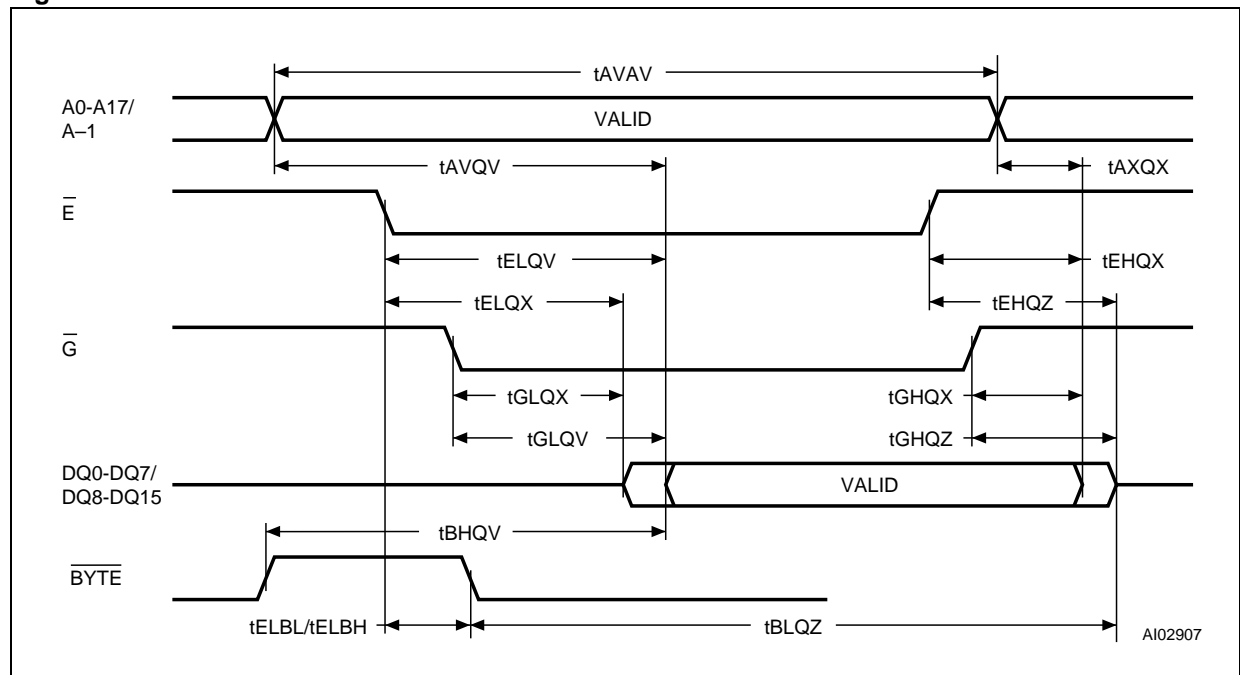 tAVAV
A0-A17/
A–1
VALID
tAVQV
tAXQX
E
tELQV
tEHQX
tELQX
tEHQZ
G
tGLQX
tGHQX
tGLQV
tGHQZ
DQ0-DQ7/
DQ8-DQ15
VALID
tBHQV
BYTE
tELBL/tELBH
tBLQZ
AI02907